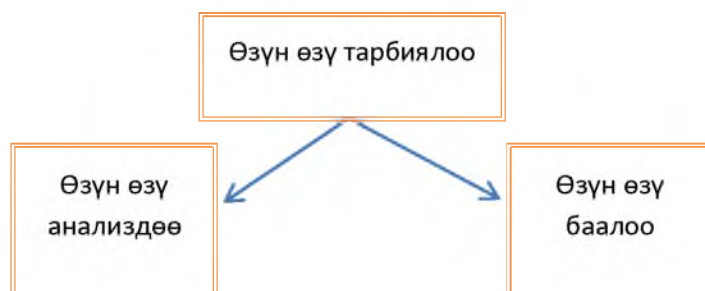 Өзүн өзү тарбиялоо
Өзүн өзү
анализдөө
Өзүн өзү
баалоо